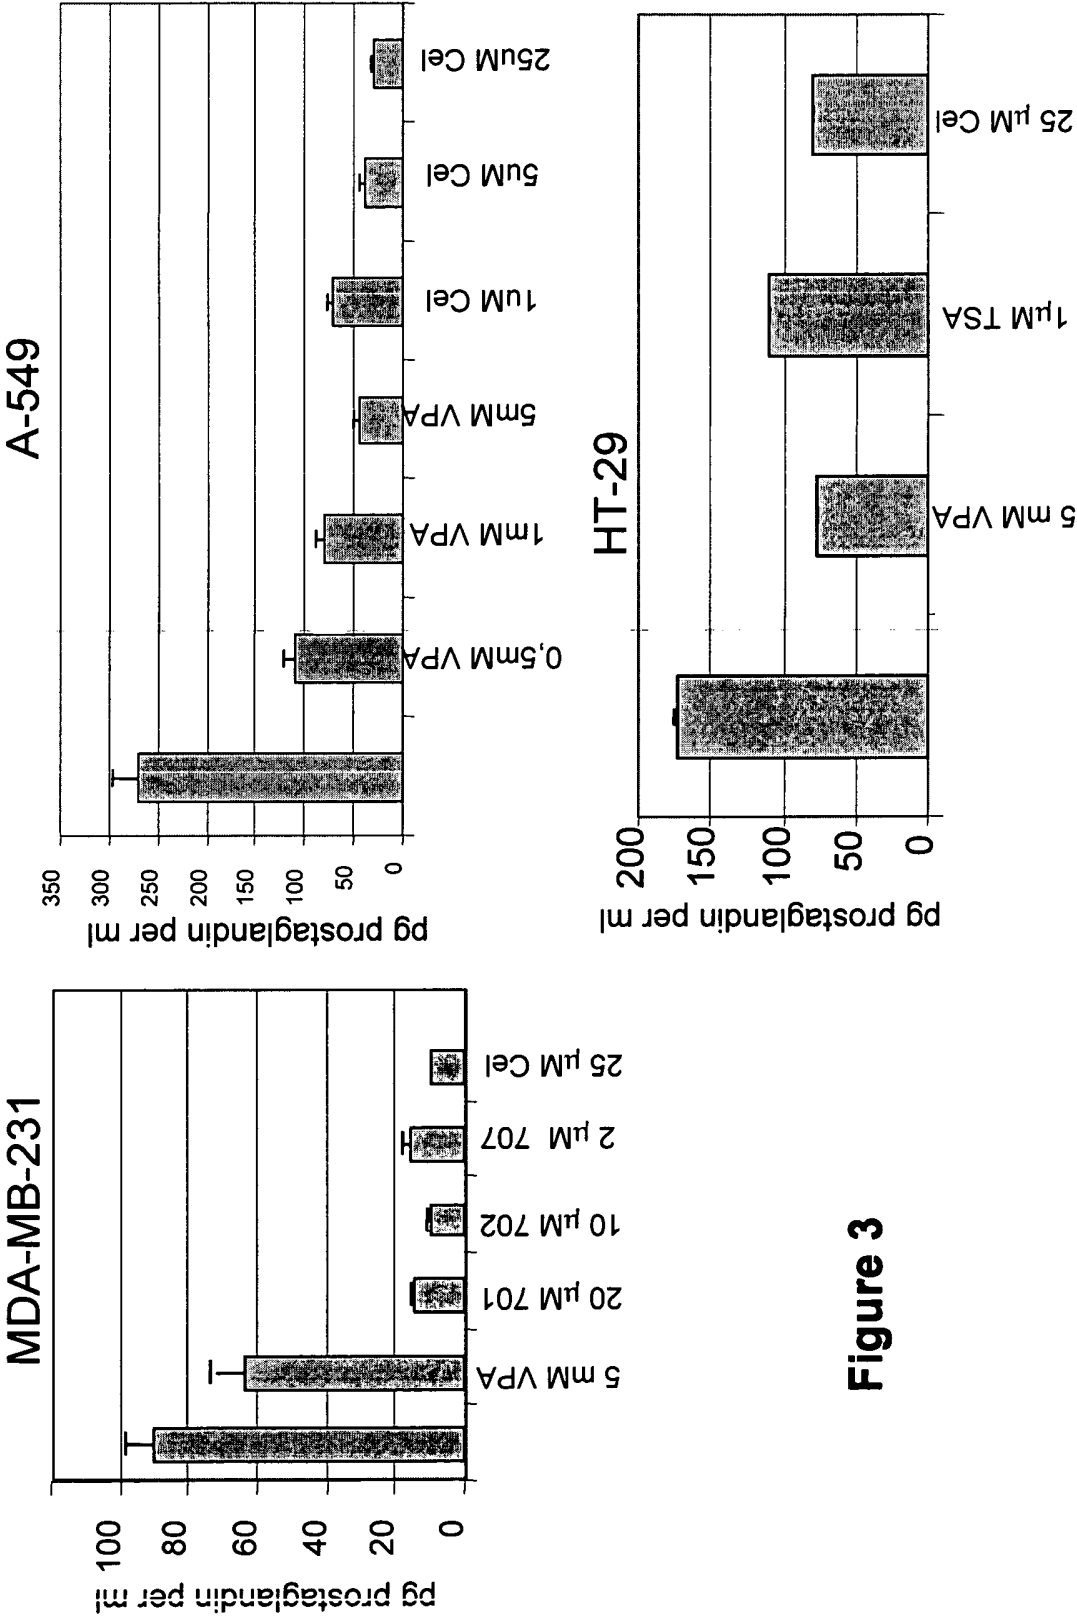 MDA-MB-231
pg prostaglandin per ml
100
80
60
40
20
0
5 mM VPA
20 µM 701
10 µM 702
2 µM 707
25 µM Cel
A-549
pg prostaglandin per ml
350
300
250
200
150
100
50
0
0,5mM VPA
1mM VPA
5mM VPA
1uM Cel
5uM Cel
25uM Cel
HT-29
pg prostaglandin per ml
200
150
100
50
0
5 mM VPA
1µM TSA
25 µM Cel
Figure 3